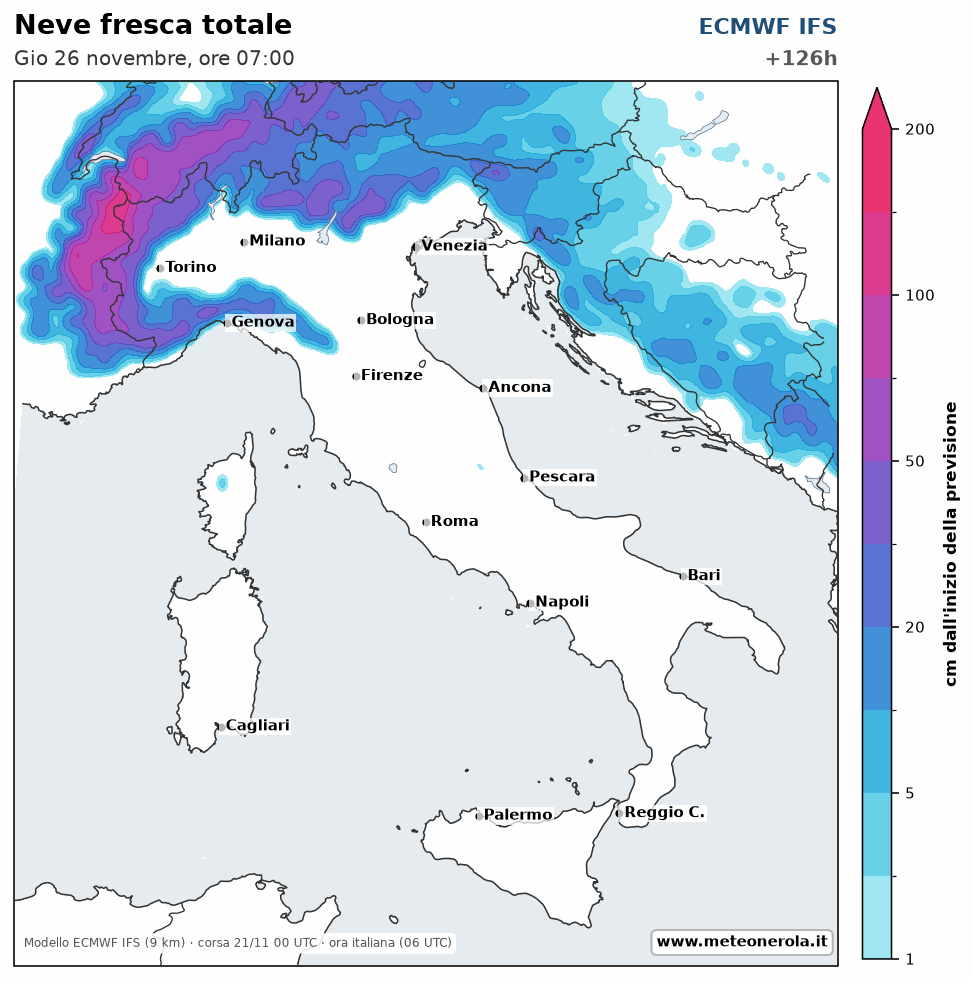 Neve fresca totale
ECMWF IFS
Gio 26 novembre, ore 07:00
+126h
200
100
50
20
5
1
cm dall'inizio della previsione
Milano
Venezia
Torino
Genova
Bologna
Firenze
Ancona
Pescara
Roma
Bari
Napoli
Cagliari
Palermo
Reggio C.
Modello ECMWF IFS (9 km) · corsa 21/11 00 UTC · ora italiana (06 UTC)
www.meteonerola.it